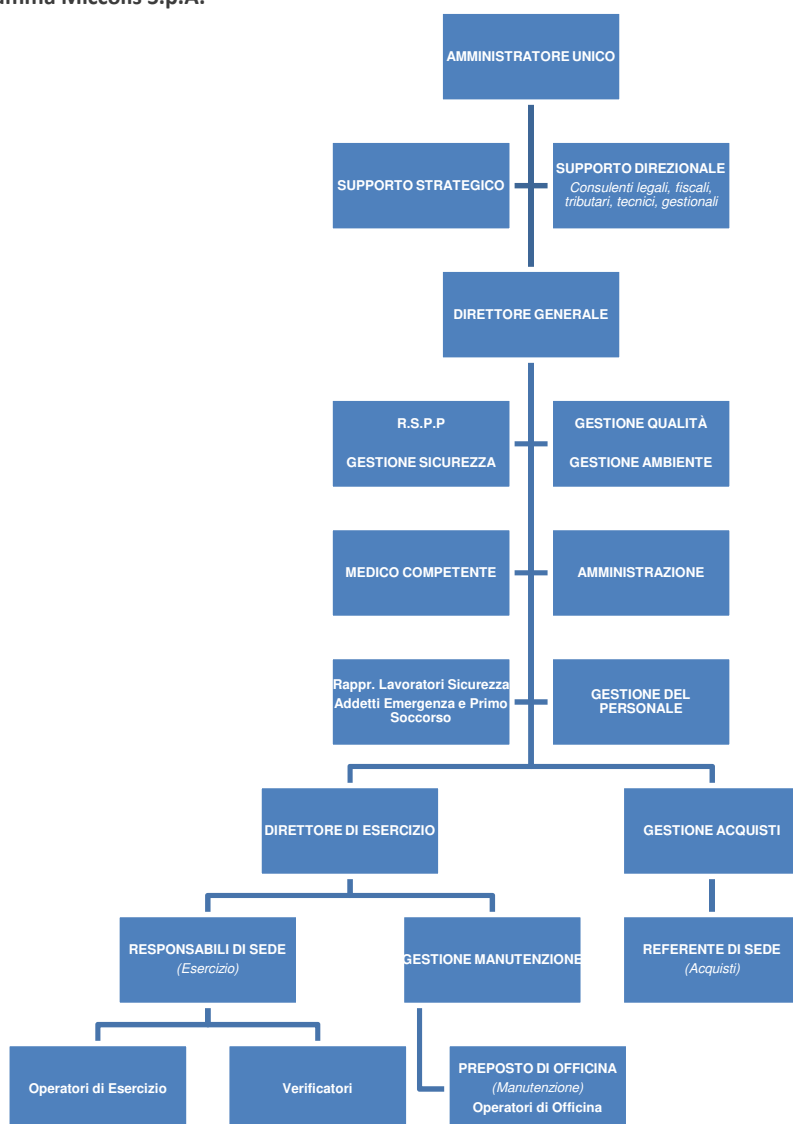 AMMINISTRATORE UNICO
SUPPORTO STRATEGICO
SUPPORTO DIREZIONALE
Consulenti legali, fiscali,
tributari, tecnici, gestionali
DIRETTORE GENERALE
R.S.P.P
GESTIONE SICUREZZA
GESTIONE QUALITÀ
GESTIONE AMBIENTE
MEDICO COMPETENTE
AMMINISTRAZIONE
Rappr. Lavoratori Sicurezza
Addetti Emergenza e Primo
Soccorso
GESTIONE DEL
PERSONALE
DIRETTORE DI ESERCIZIO
GESTIONE ACQUISTI
RESPONSABILI DI SEDE
(Esercizio)
GESTIONE MANUTENZIONE
REFERENTE DI SEDE
(Acquisti)
Operatori di Esercizio
Verificatori
PREPOSTO DI OFFICINA
(Manutenzione)
Operatori di Officina